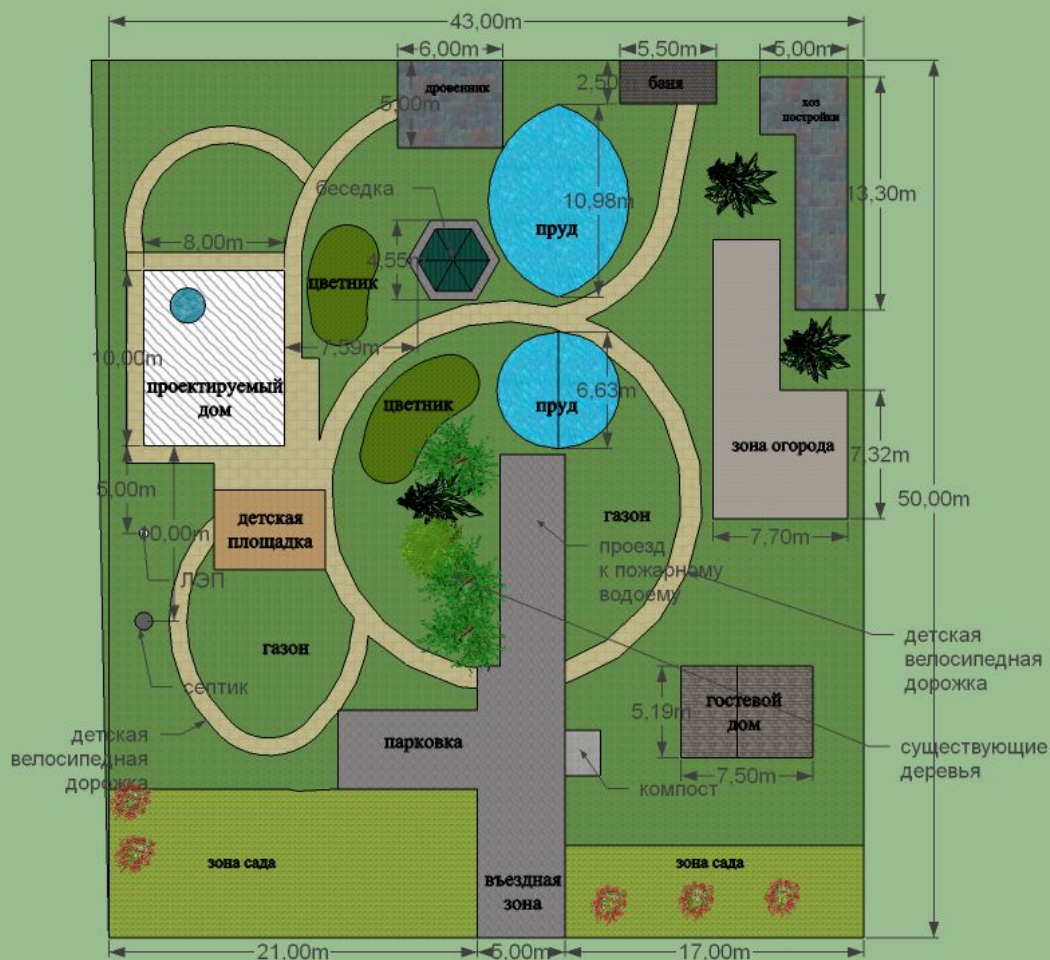 43,00m
6,00m
5,50m
5,00m
дровенник
5,00m
2,50m
баня
хоз
постройки
13,30m
беседка
10,98m
пруд
8,00m
4,55m
цветник
7,59m
10,00m
проектируемый
дом
цветник
6,63m
пруд
зона огорода
7,32m
50,00m
7,70m
5,00m
10,00m
детская
площадка
газон
проезд
к пожарному
водоему
ЛЭП
газон
септик
детская
велосипедная
дорожка
гостевой
дом
5,19m
7,50m
парковка
детская
велосипедная
дорожка
существующие
деревья
компост
зона сада
въездная
зона
зона сада
21,00m
5,00m
17,00m